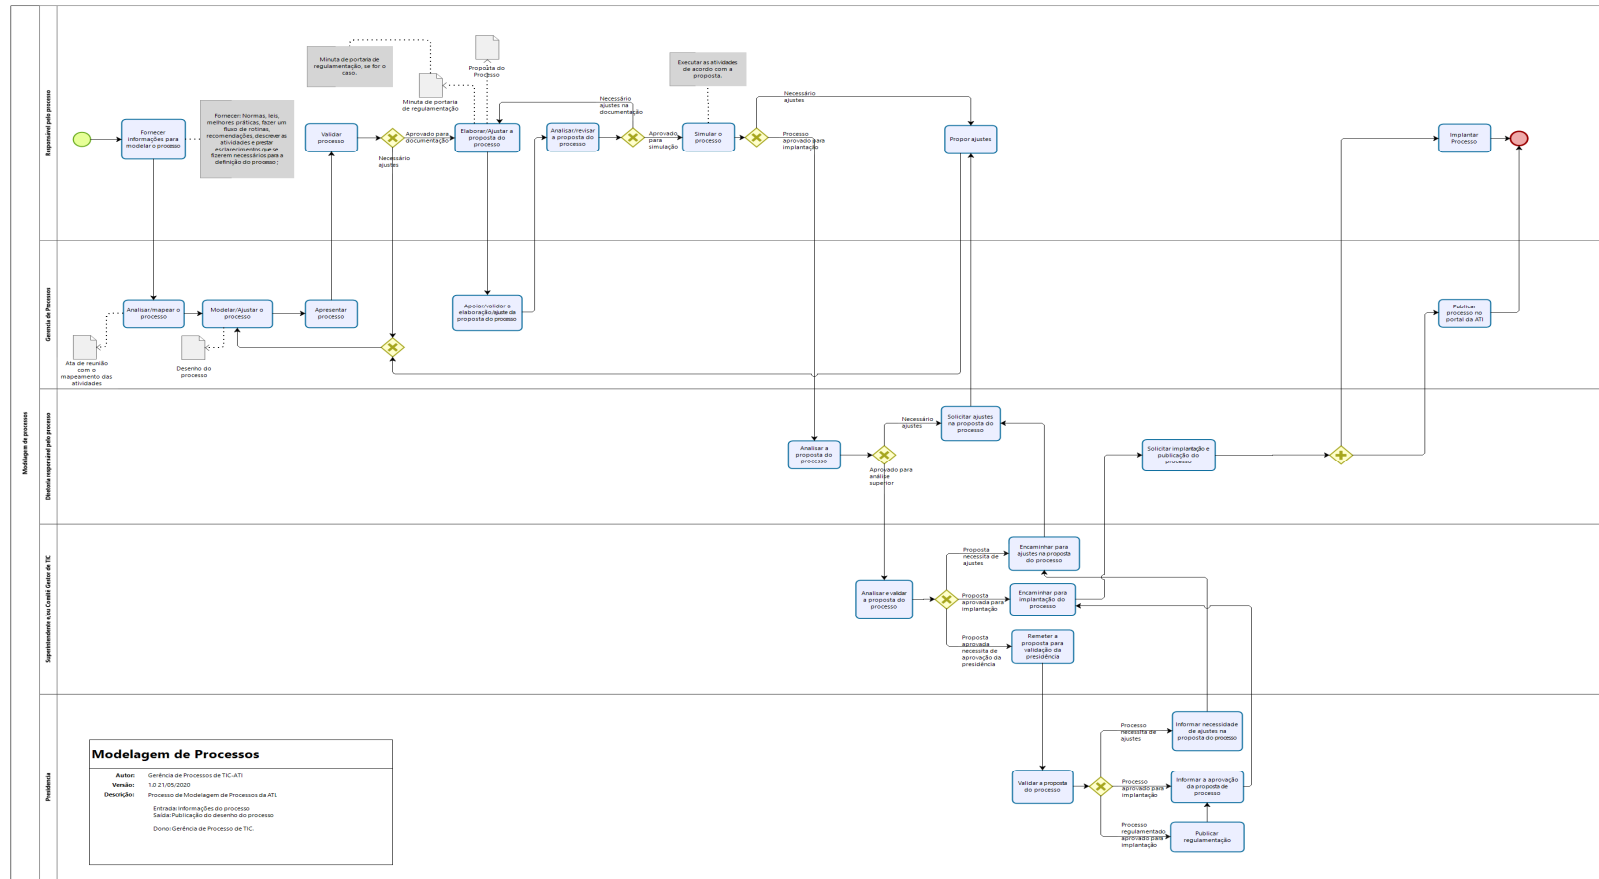 Modelagem de processos
Responsável pelo processo
Fornecer
informações para
modelar o processo
Fornecer: Normas, leis,
melhores práticas, fazer um
fluxo de rotinas,
recomendações, descrever as
atividades e prestar
esclarecimentos que se
fizerem necessários para a
definição do processo;
Minuta de portaria de
regulamentação, se for o
caso.
Minuta de portaria
de regulamentação
Proposta do
Processo
Validar
processo
Aprovado para
documentação
Necessário
ajustes
Elaborar/Ajustar a
proposta do
processo
Necessário
ajustes na
documentação
Analisar/revisar
a proposta do
processo
Aprovado
para
simulação
Executar as atividades
de acordo com a
proposta.
Simular o
processo
Necessário
ajustes
Processo
aprovado para
implantação
Propor ajustes
Implantar
Processo
Gerencia de Processos
Analisar/mapear o
processo
Modelar/Ajustar o
processo
Apresentar
processo
Ata de reunião
com o
mapeamento das
atividades
Desenho do
processo
Apoiar/validar a
elaboração/ajuste da
proposta do processo
Publicar
processo no
portal da ATI
Diretoria responsável pelo processo
Analisar a
proposta do
processo
Necessário
ajustes
Aprovado para
análise
superior
Solicitar ajustes
na proposta do
processo
Solicitar implantação e
publicação do
processo
Superintendente e/ou Comitê Gestor de TIC
Analisar e validar
a proposta do
processo
Proposta
necessita de
ajustes
Proposta
aprovada para
implantação
Proposta
aprovada
necessita de
aprovação da
presidência
Encaminhar para
ajustes na proposta
do processo
Encaminhar para
implantação do
processo
Remeter a
proposta para
validação da
presidência
Presidencia
Validar a proposta
do processo
Processo
necessita de
ajustes
Processo
aprovado para
implantação
Processo
regulamentado
aprovado para
implantação
Informar necessidade
de ajustes na
proposta do processo
Informar a aprovação
da proposta de
processo
Publicar
regulamentação
Modelagem de Processos
Autor: Gerência de Processos de TIC-ATI
Versão: 1.0 21/05/2020
Descrição: Processo de Modelagem de Processos da ATI.
Entrada: Informações do processo
Saída: Publicação do desenho do processo
Dono: Gerência de Processo de TIC.